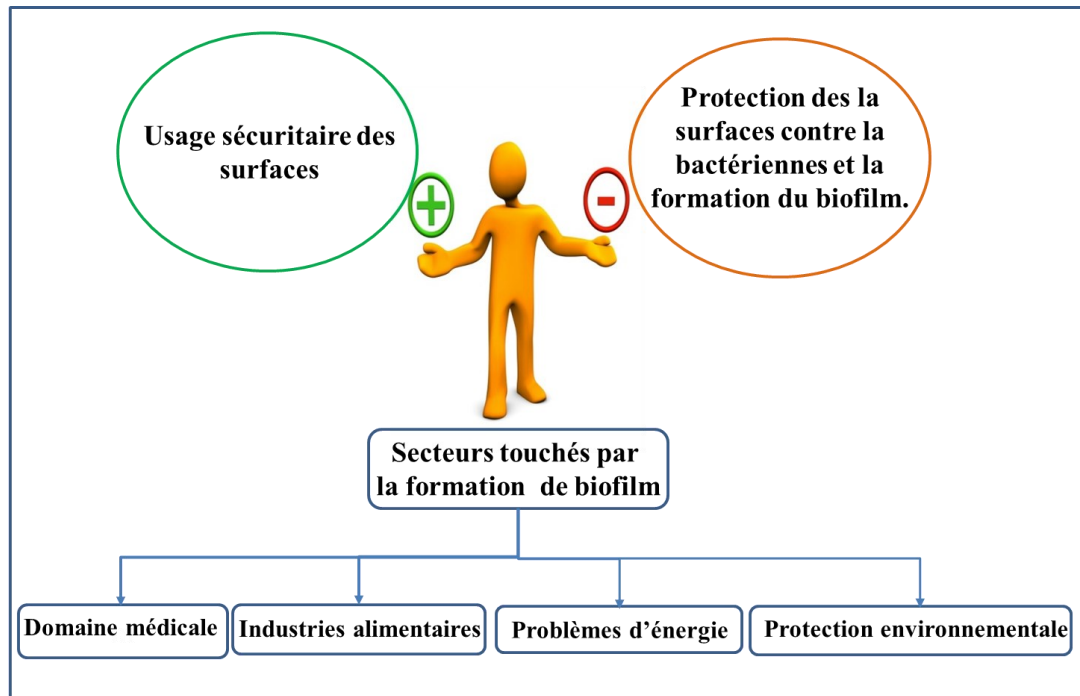 Usage sécuritaire des
surfaces
+
-
Protection des la
surfaces contre la
bactériennes et la
formation du biofilm.
Secteurs touchés par
la formation de biofilm
Domaine médicale
Industries alimentaires
Problèmes d’énergie
Protection environnementale